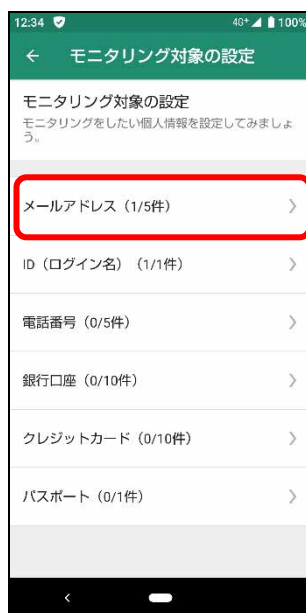 12:34 4G+ 100%
モニタリング対象の設定
モニタリング対象の設定
モニタリングをしたい個人情報を設定してみましょ
う。
メールアドレス（1/5件）
ID（ログイン名）（1/1件）
電話番号（0/5件）
銀行口座（0/10件）
クレジットカード（0/10件）
パスポート（0/1件）